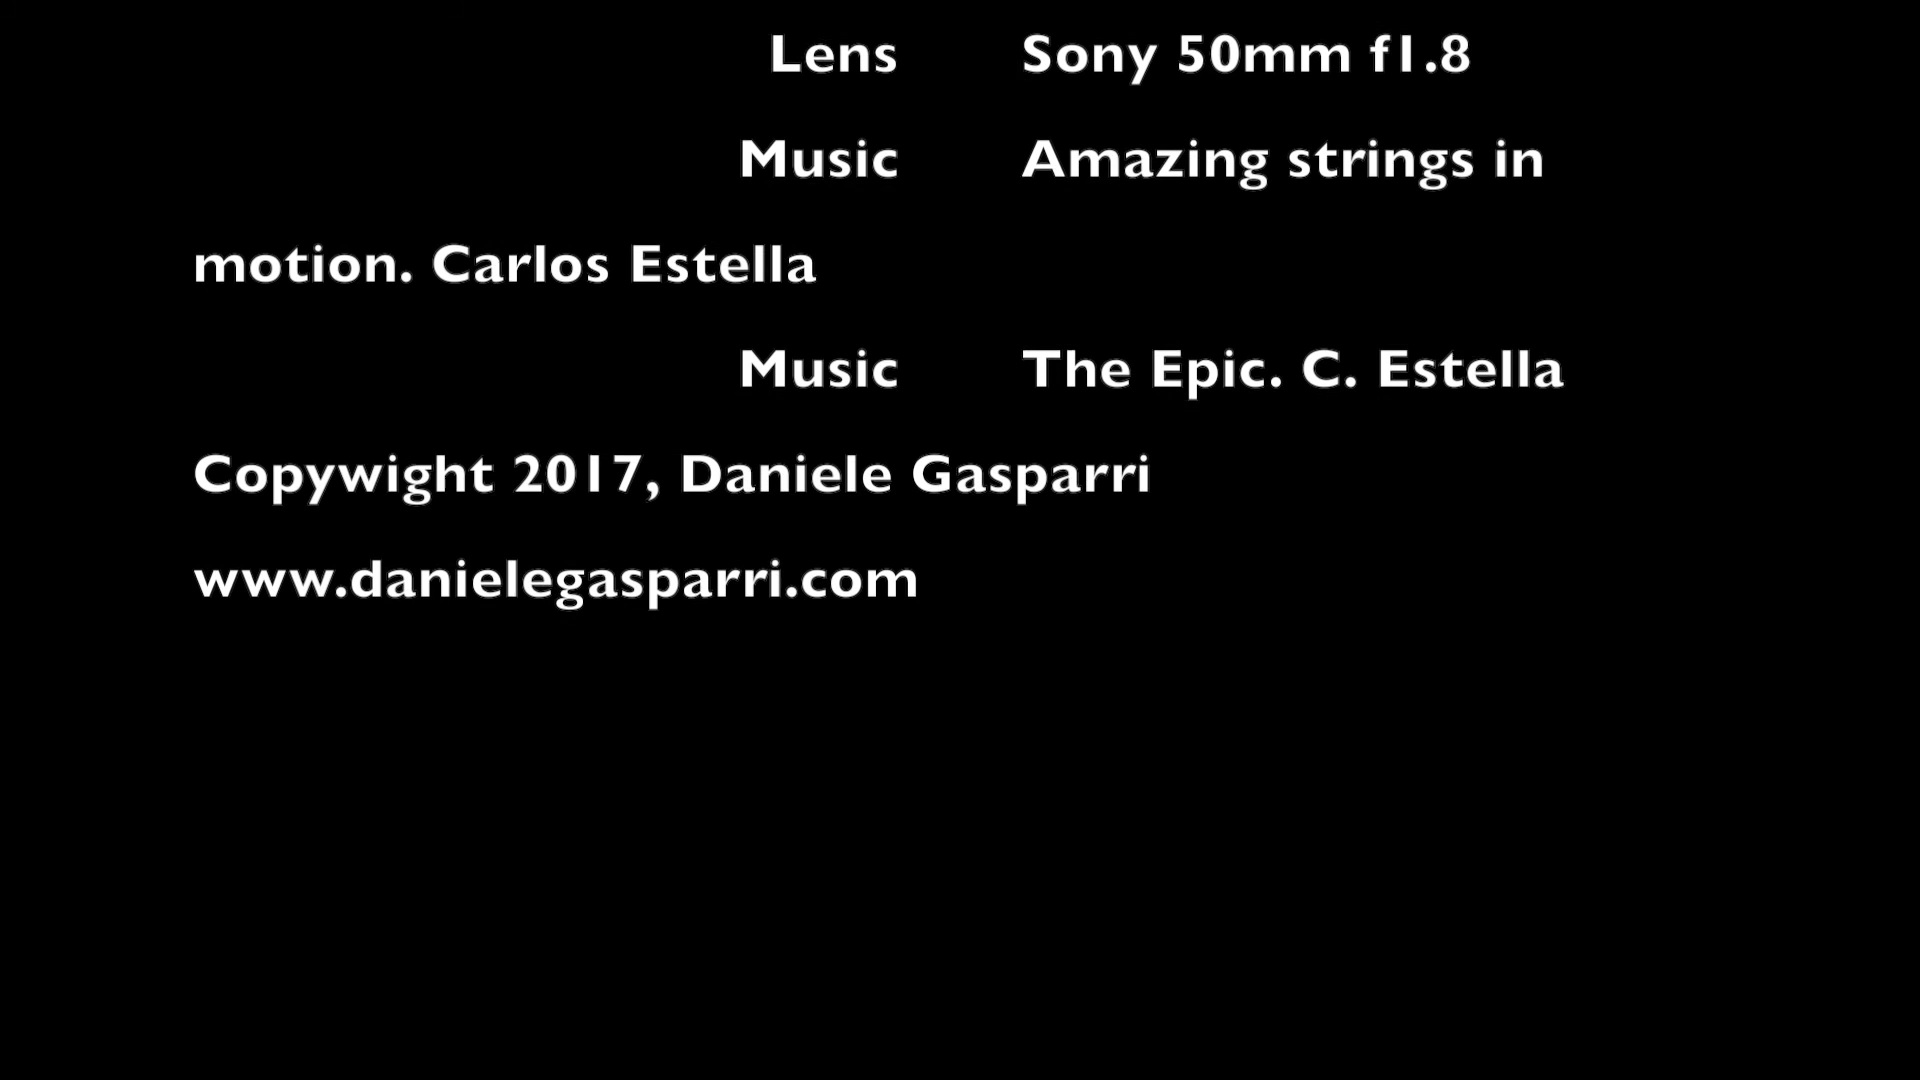 Lens Sony 50mm f1.8
Music Amazing strings in
motion. Carlos Estella
Music The Epic. C. Estella
Copywight 2017, Daniele Gasparri
www.danielegasparri.com